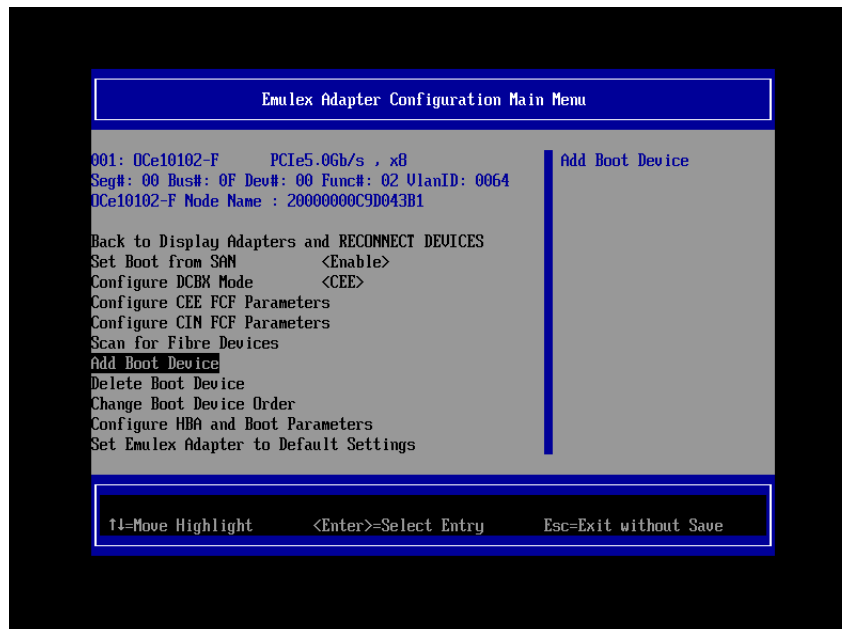 Emulex Adapter Configuration Main Menu
001: OCe10102-F PCIe5.0Gb/s , x8
Add Boot Device
Seg#: 00 Bus#: 0F Dev#: 00 Func#: 02 VlanID: 0064
OCe10102-F Node Name : 20000000C9D043B1
Back to Display Adapters and RECONNECT DEVICES
Set Boot from SAN <Enable>
Configure DCBX Mode <CEE>
Configure CEE FCF Parameters
Configure CIN FCF Parameters
Scan for Fibre Devices
Add Boot Device
Delete Boot Device
Change Boot Device Order
Configure HBA and Boot Parameters
Set Emulex Adapter to Default Settings
↑↓=Move Highlight <Enter>=Select Entry Esc=Exit without Save